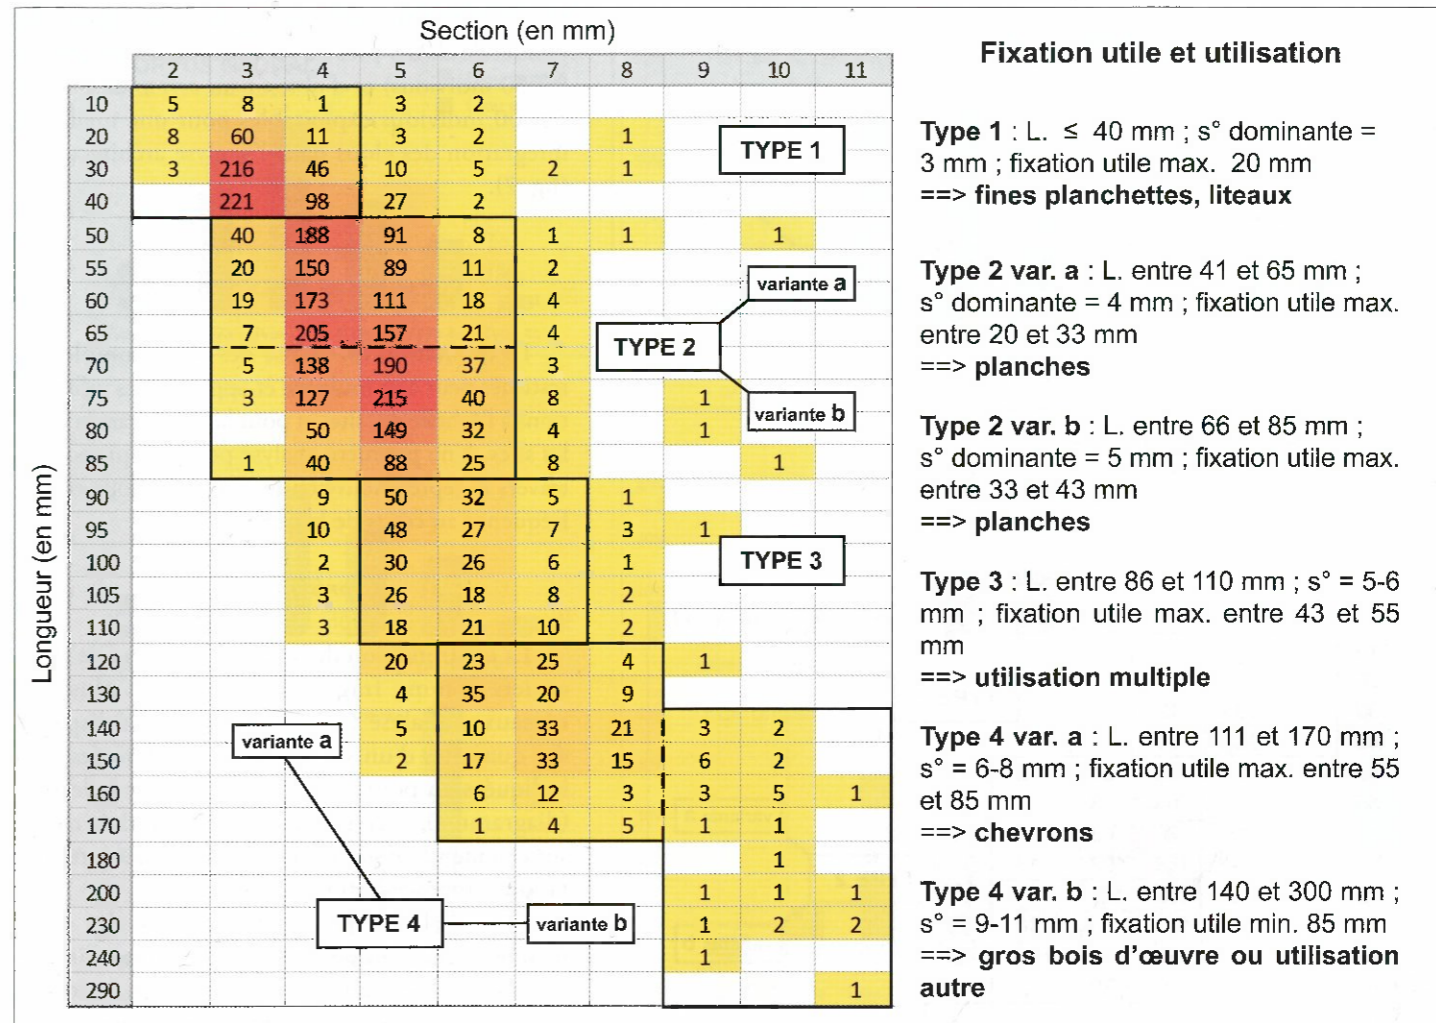 Section (en mm)
2 3 4 5 6 7 8 9 10 11
Longueur (en mm)
10 5 8 1 3 2
20 8 60 11 3 2 1
30 3 216 46 10 5 2 1
40 221 98 27 2
50 40 188 91 8 1 1 1
55 20 150 89 11 2
60 19 173 111 18 4
65 7 205 157 21 4
70 5 138 190 37 3
75 3 127 215 40 8 1
80 50 149 32 4 1
85 1 40 88 25 8 1
90 9 50 32 5 1
95 10 48 27 7 3 1
100 2 30 26 6 1
105 3 26 18 8 2
110 3 18 21 10 2
120 20 23 25 4 1
130 4 35 20 9
140 5 10 33 21 3 2
150 2 17 33 15 6 2
160 6 12 3 3 5 1
170 1 4 5 1 1
180 1
200 1 1 1
230 1 2 2
240 1
290 1
TYPE 1
variante a
TYPE 2
variante b
TYPE 3
variante a
TYPE 4
variante b
Fixation utile et utilisation
Type 1 : L. ≤ 40 mm ; s° dominante =
3 mm ; fixation utile max. 20 mm
==> fines planchettes, liteaux
Type 2 var. a : L. entre 41 et 65 mm ;
s° dominante = 4 mm ; fixation utile max.
entre 20 et 33 mm
==> planches
Type 2 var. b : L. entre 66 et 85 mm ;
s° dominante = 5 mm ; fixation utile max.
entre 33 et 43 mm
==> planches
Type 3 : L. entre 86 et 110 mm ; s° = 5-6
mm ; fixation utile max. entre 43 et 55
mm
==> utilisation multiple
Type 4 var. a : L. entre 111 et 170 mm ;
s° = 6-8 mm ; fixation utile max. entre 55
et 85 mm
==> chevrons
Type 4 var. b : L. entre 140 et 300 mm ;
s° = 9-11 mm ; fixation utile min. 85 mm
==> gros bois d'œuvre ou utilisation
autre